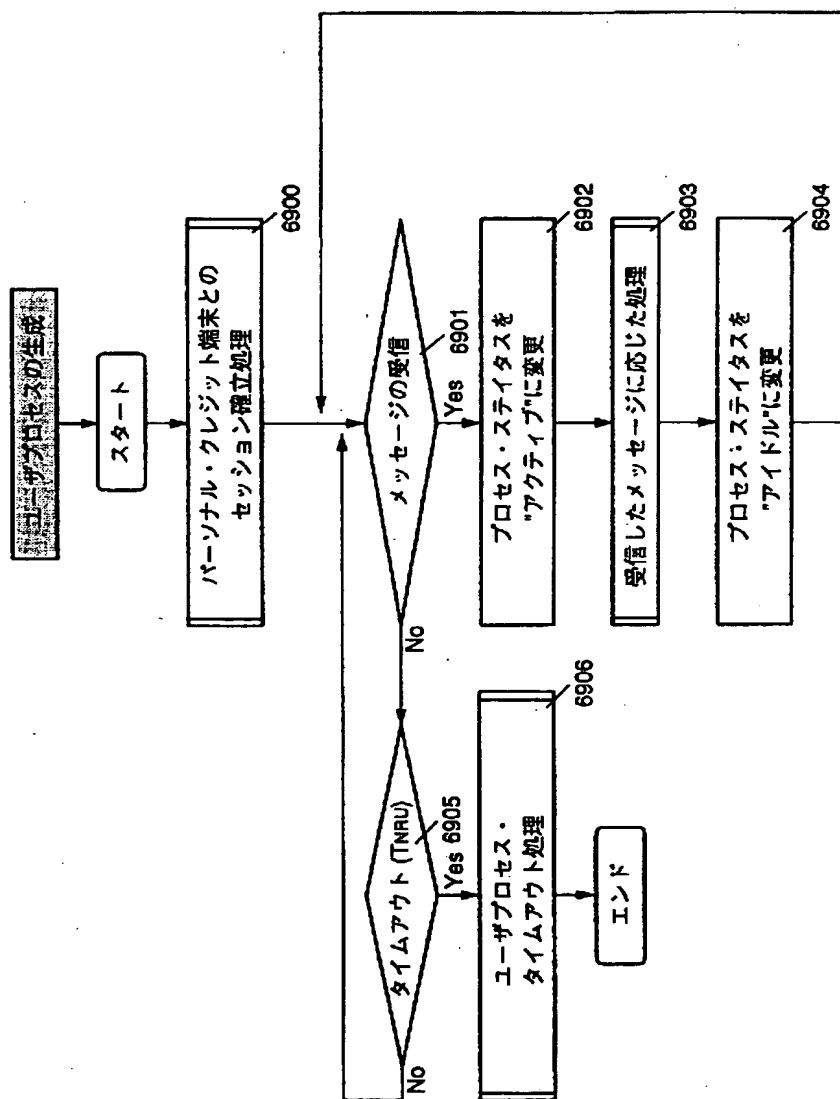 ユーザプロセスの生成
スタート
パーソナル・クレジット端末との
セッション確立処理
6900
メッセージの受信
6901
Yes
No
プロセス・ステイタスを
"アクティブ"に変更
6902
受信したメッセージに応じた処理
6903
プロセス・ステイタスを
"アイドル"に変更
6904
タイムアウト(TNRU)
6905
Yes
No
ユーザプロセス・
タイムアウト処理
6906
エンド